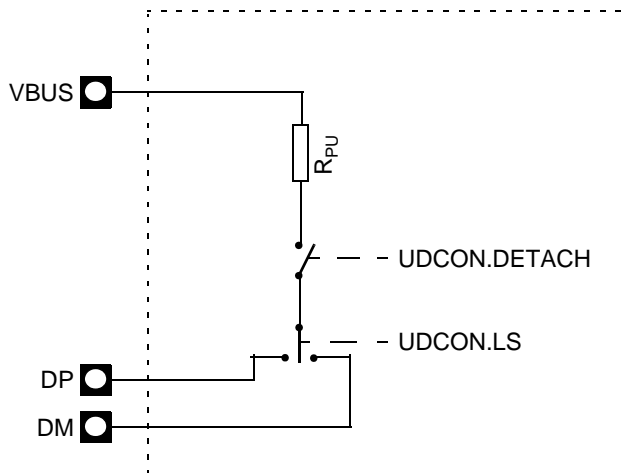 VBUS
RPU
UDCON.DETACH
UDCON.LS
DP
DM